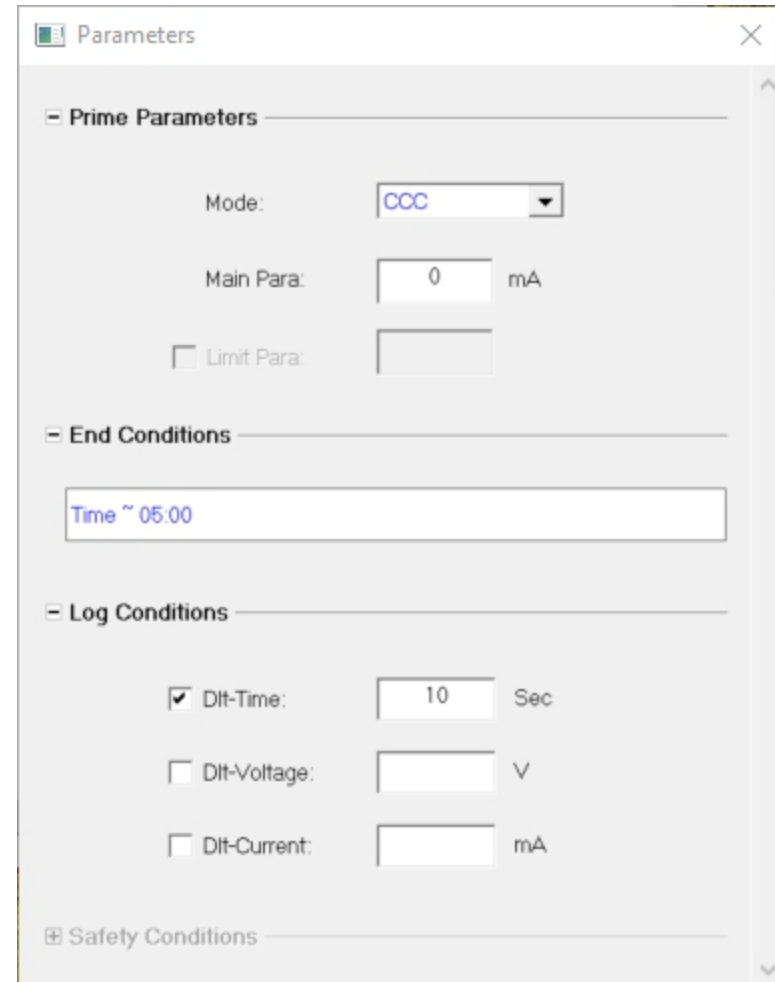 Parameters
Prime Parameters
Mode: CCC
Main Para: 0 mA
Limit Para:
End Conditions
Time ~ 05:00
Log Conditions
Dlt-Time: 10 Sec
Dlt-Voltage: V
Dlt-Current: mA
Safety Conditions